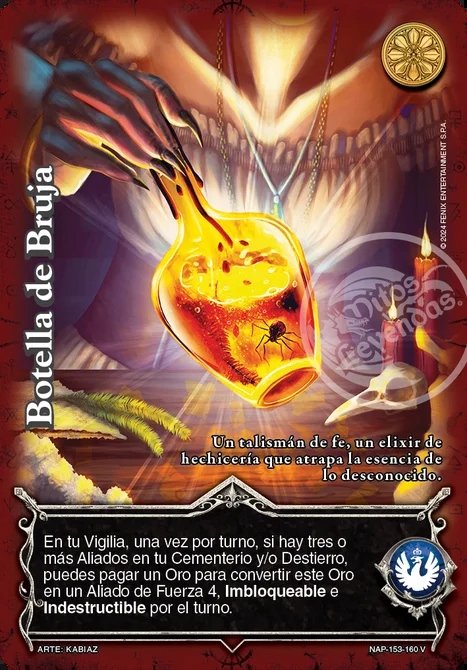 Botella de Bruja
© 2024 FENIX ENTERTAINMENT S.P.A.
Mitos
y
Leyendas
Un talismán de fe, un elixir de
hechicería que atrapa la esencia de
lo desconocido.
En tu Vigilia, una vez por turno, si hay tres o
más Aliados en tu Cementerio y/o Destierro,
puedes pagar un Oro para convertir este Oro
en un Aliado de Fuerza 4, Imbloqueable e
Indestructible por el turno.
ARTE: KABIAZ
NAP-153-160 V